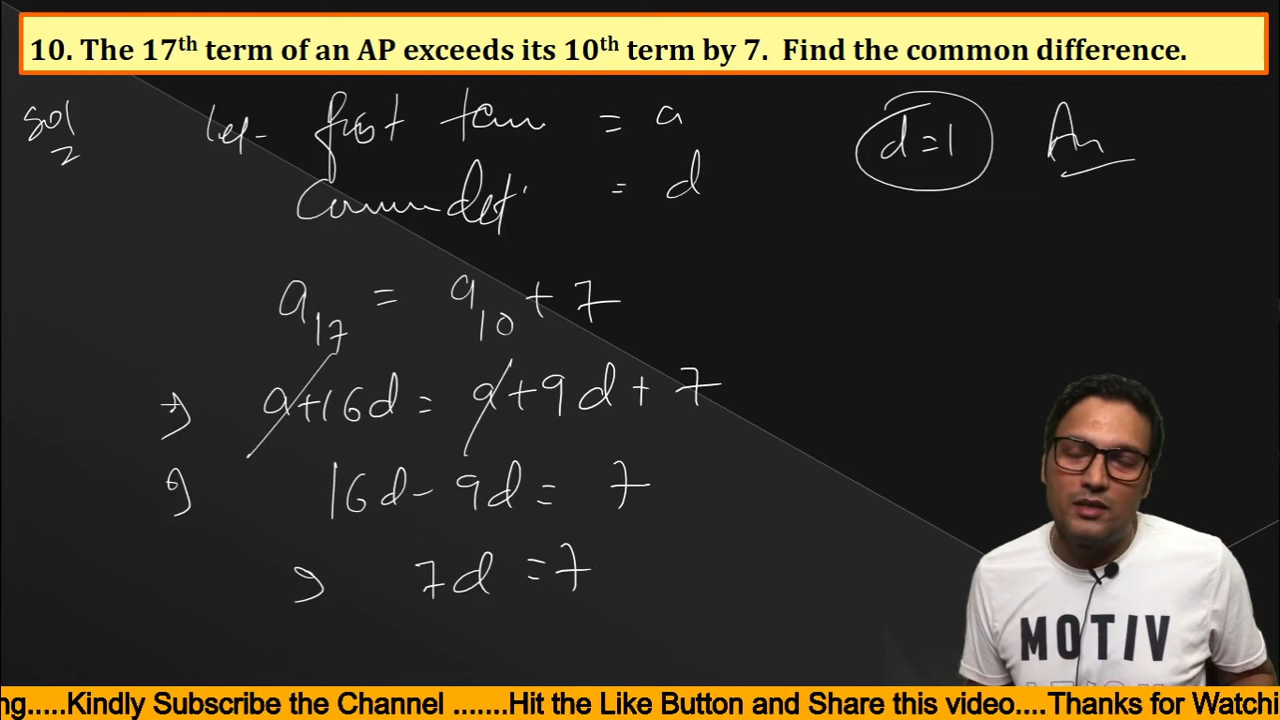 10. The 17th term of an AP exceeds its 10th term by 7. Find the common difference.
Sol
Let first term = a
Common = d
a17 = a10 + 7
⇒ a+16d = a+9d + 7
⇒ 16d - 9d = 7
⇒ 7d = 7
d=1 An
MOTIV
ng.....Kindly Subscribe the Channel .......Hit the Like Button and Share this video....Thanks for Watchi